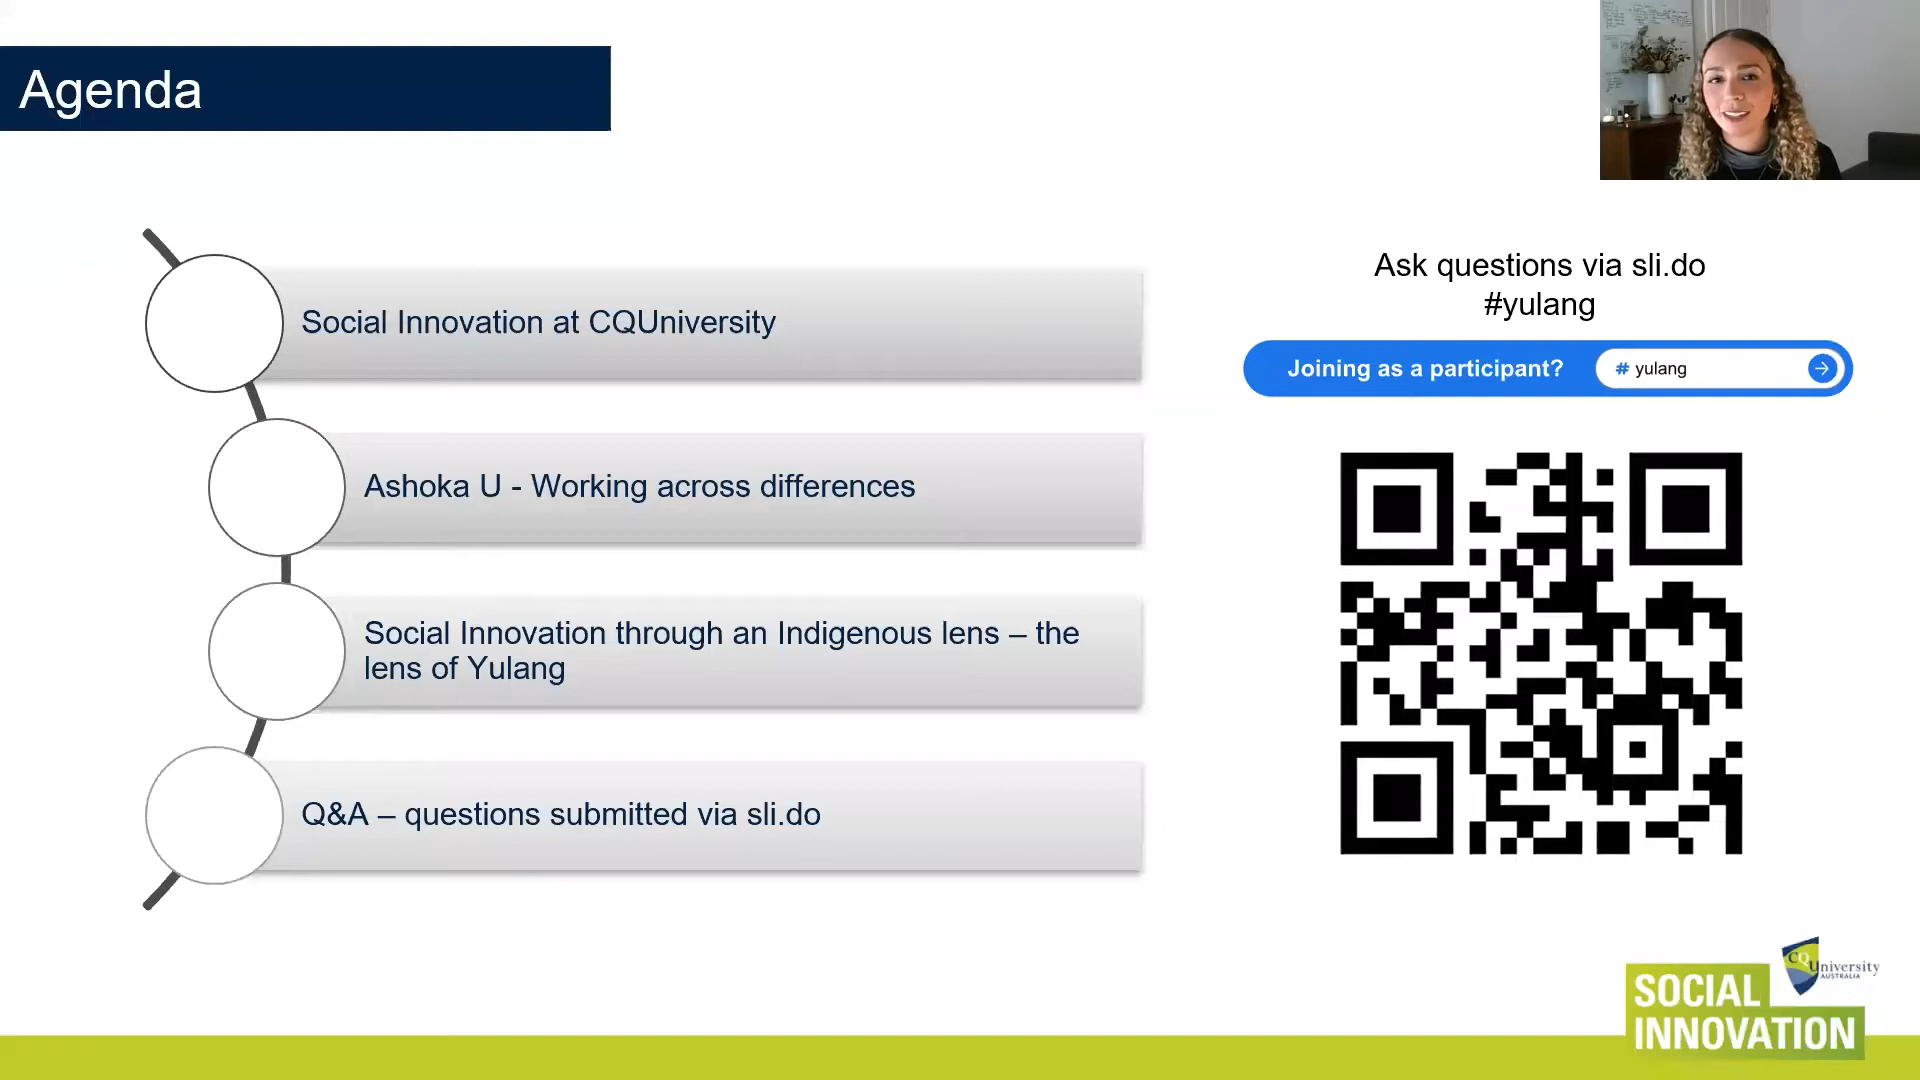 Agenda
Social Innovation at CQUniversity
Ashoka U - Working across differences
Social Innovation through an Indigenous lens – the
lens of Yulang
Q&A – questions submitted via sli.do
Ask questions via sli.do
#yulang
Joining as a participant? # yulang
CQUniversity
AUSTRALIA
SOCIAL
INNOVATION